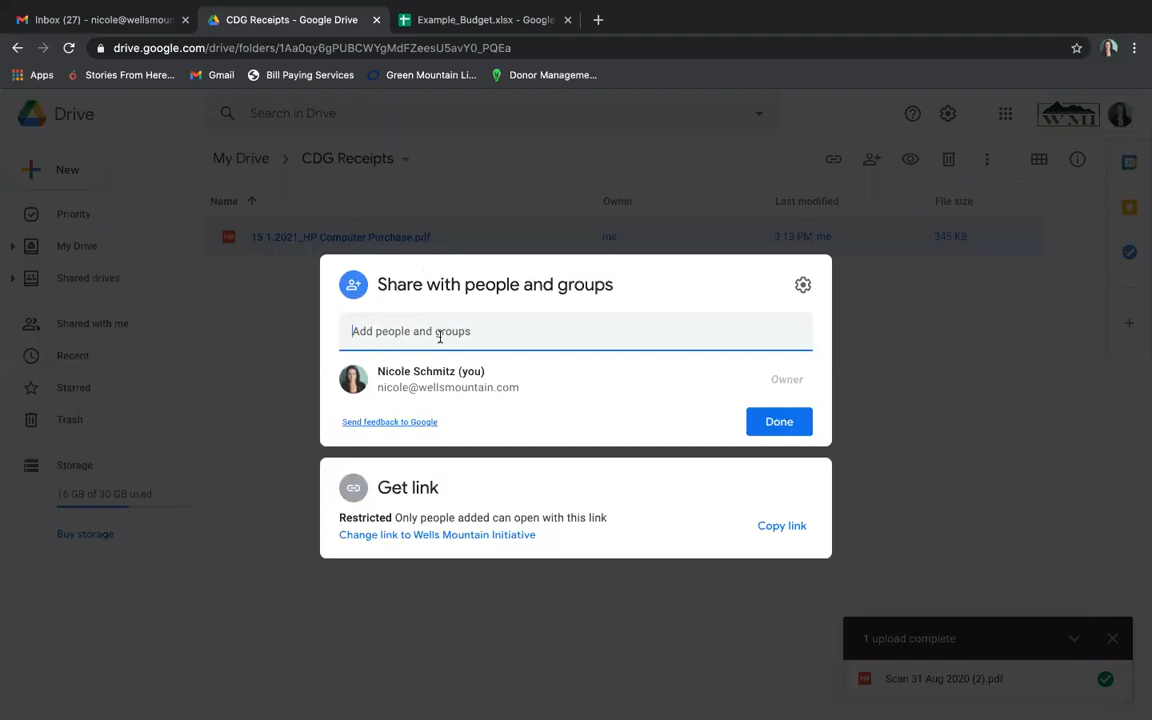 Inbox (27) - nicole@wellsmoun
CDG Receipts - Google Drive
Example_Budget.xlsx - Google
drive.google.com/drive/folders/1Aa0qy6gPUBCWYgMdFZeesU5avY0_PQEa
Apps
Stories From Here...
Gmail
Bill Paying Services
Green Mountain Li...
Donor Manageme...
Drive
Search in Drive
WMI
New
My Drive
CDG Receipts
Name
Owner
Last modified
File size
PDF
15.1.2021_HP Computer Purchase.pdf
me
3:13 PM me
345 KB
Priority
My Drive
Shared drives
Shared with me
Recent
Starred
Trash
Storage
16 GB of 30 GB used
Buy storage
Share with people and groups
Add people and groups
Nicole Schmitz (you)
nicole@wellsmountain.com
Owner
Send feedback to Google
Done
Get link
Restricted Only people added can open with this link
Change link to Wells Mountain Initiative
Copy link
1 upload complete
PDF
Scan 31 Aug 2020 (2).pdf